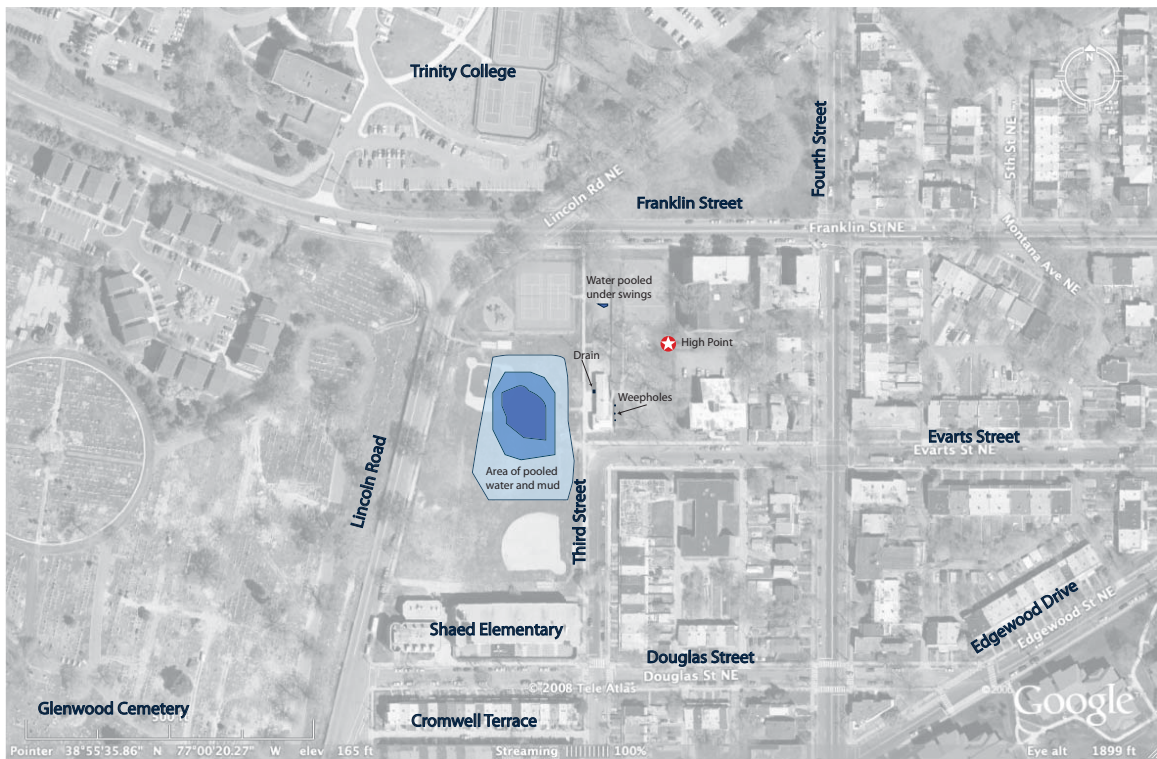 Trinity College
N
Fourth Street
5th St NE
Lincoln Rd NE
Franklin Street
Franklin St NE
Montana Ave NE
Water pooled
under swings
High Point
Drain
Weepholes
Evarts Street
Evarts St NE
Lincoln Road
Area of pooled
water and mud
Third Street
Shaed Elementary
Edgewood Drive
Edgewood St NE
Douglas Street
Douglas St NE
© 2008 Tele Atlas
Google
Glenwood Cemetery
Cromwell Terrace
Pointer 38°55'35.86" N 77°00'20.27" W elev 165 ft
Streaming |||||||||| 100%
Eye alt 1899 ft